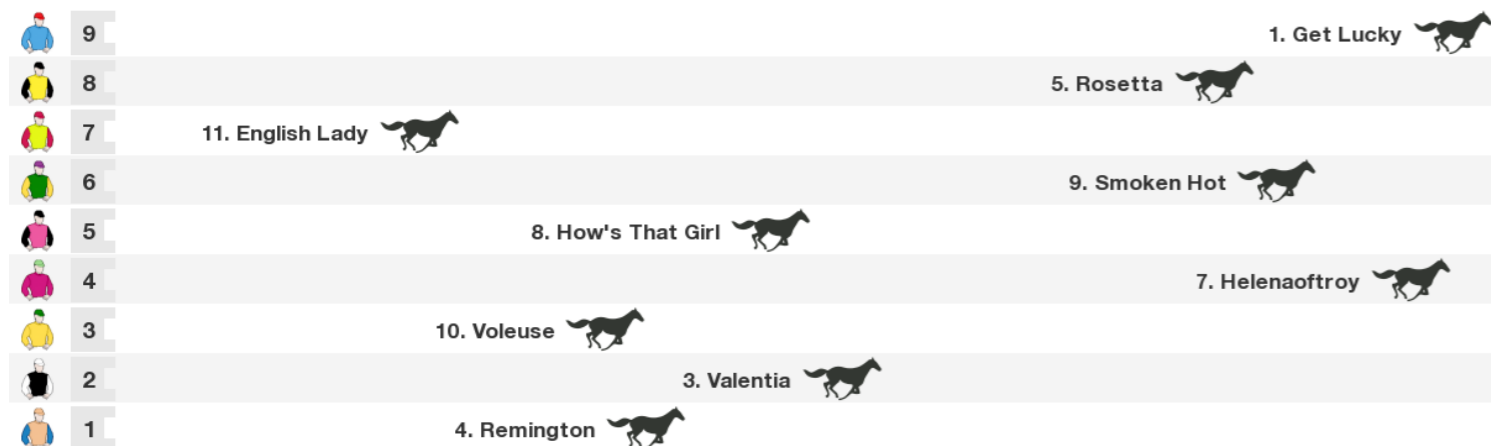 9 1. Get Lucky
8 5. Rosetta
7 11. English Lady
6 9. Smoken Hot
5 8. How's That Girl
4 7. Helenaoftroy
3 10. Voleuse
2 3. Valentia
1 4. Remington